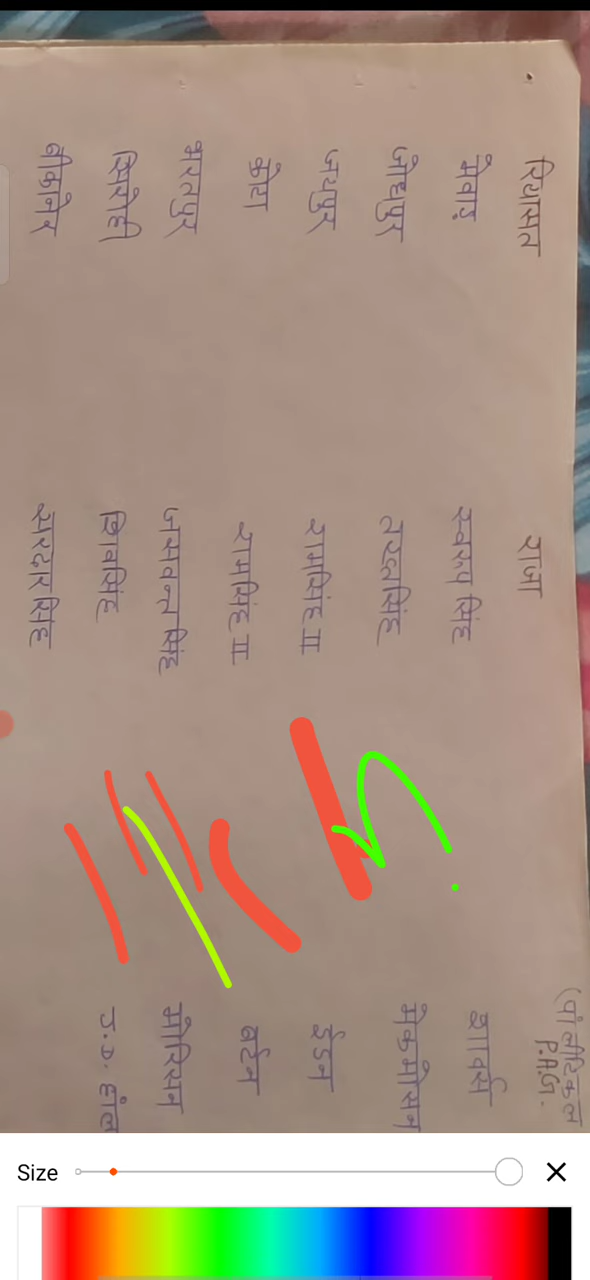 रियासत राजा (पॉलीटिकल P.A.G.
मेवाड़ स्वरूप सिंह शावर्स
जोधपुर तख्तसिंह मैकमोसन
जयपुर रामसिंह II ईडन
कोटा रामसिंह II बर्टन
भरतपुर जसवन्त सिंह मोरिसन
सिरोही शिवसिंह J.D. हॉल
बीकानेर सरदार सिंह
Size